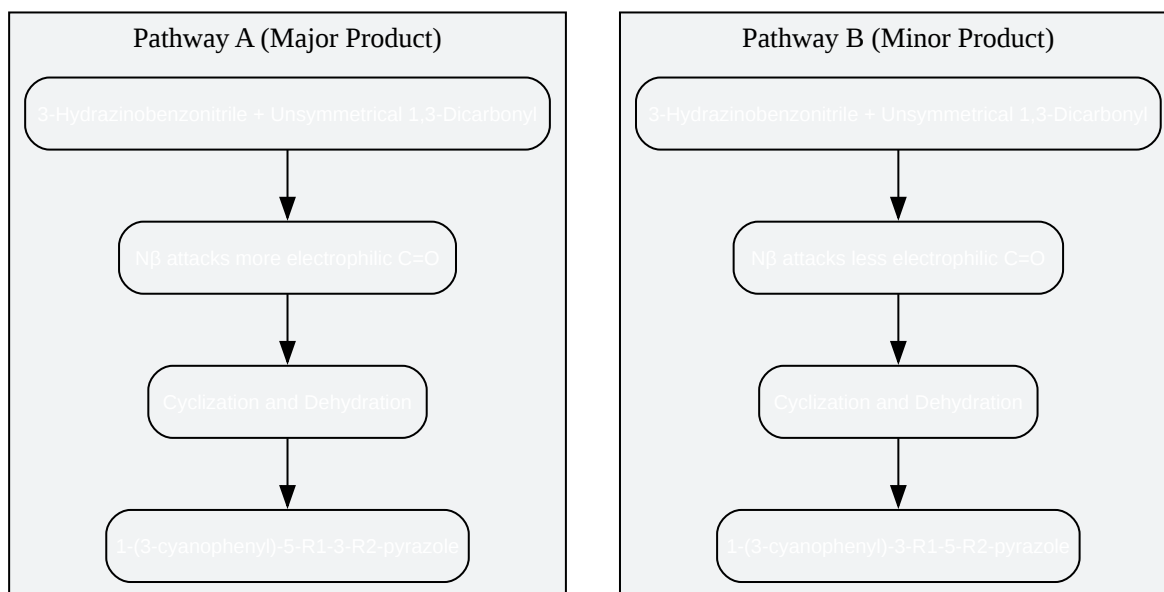 Pathway A (Major Product)
3-Hydrazinobenzonitrile + Unsymmetrical 1,3-Dicarbonyl
Nβ attacks more electrophilic C=O
Cyclization and Dehydration
1-(3-cyanophenyl)-5-R1-3-R2-pyrazole
Pathway B (Minor Product)
3-Hydrazinobenzonitrile + Unsymmetrical 1,3-Dicarbonyl
Nβ attacks less electrophilic C=O
Cyclization and Dehydration
1-(3-cyanophenyl)-3-R1-5-R2-pyrazole